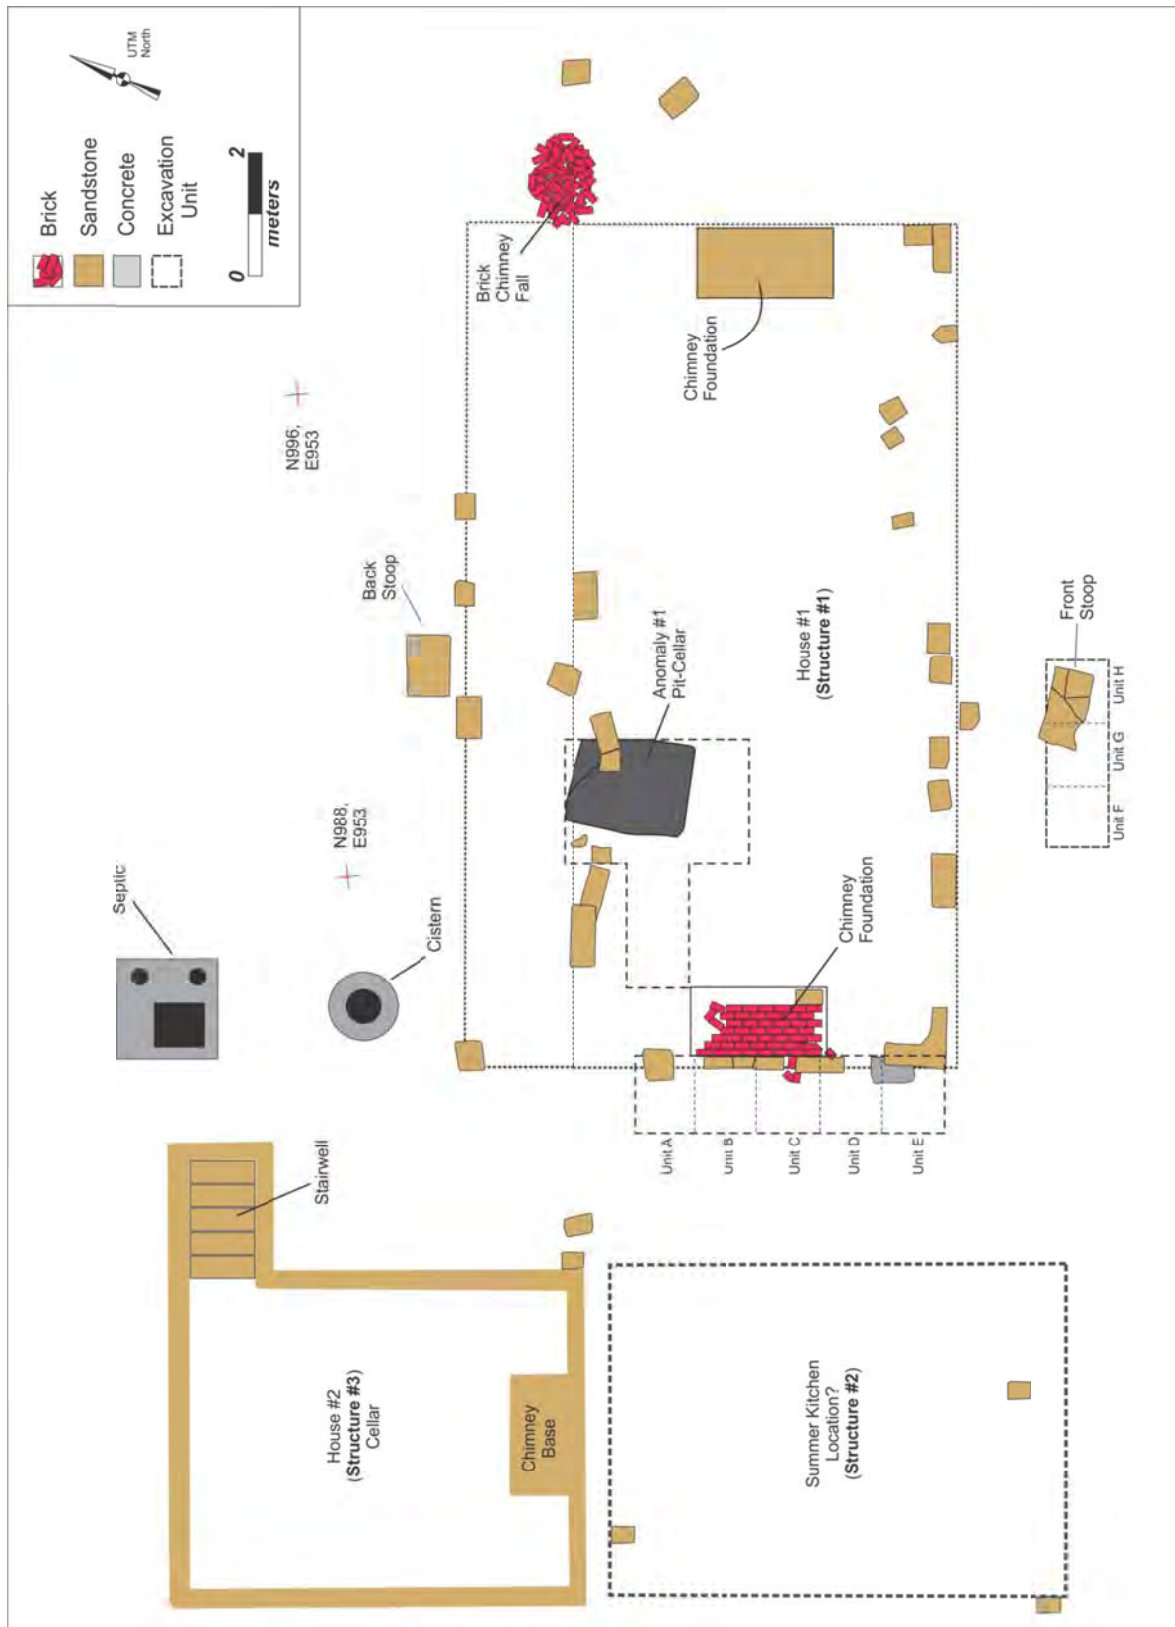 UTM
North
Brick
Sandstone
Concrete
Excavation
Unit
0
2
meters
Brick
Chimney
Fall
N996,
E953
Chimney
Foundation
Back
Stoop
House #1
(Structure #1)
Anomaly #1
Pit-Cellar
Front
Stoop
Unit H
Unit G
Unit F
N988,
E953
Septic
Cistern
Chimney
Foundation
Unit A
Unit B
Unit C
Unit D
Unit E
Stairwell
House #2
(Structure #3)
Cellar
Chimney
Base
Summer Kitchen
Location?
(Structure #2)